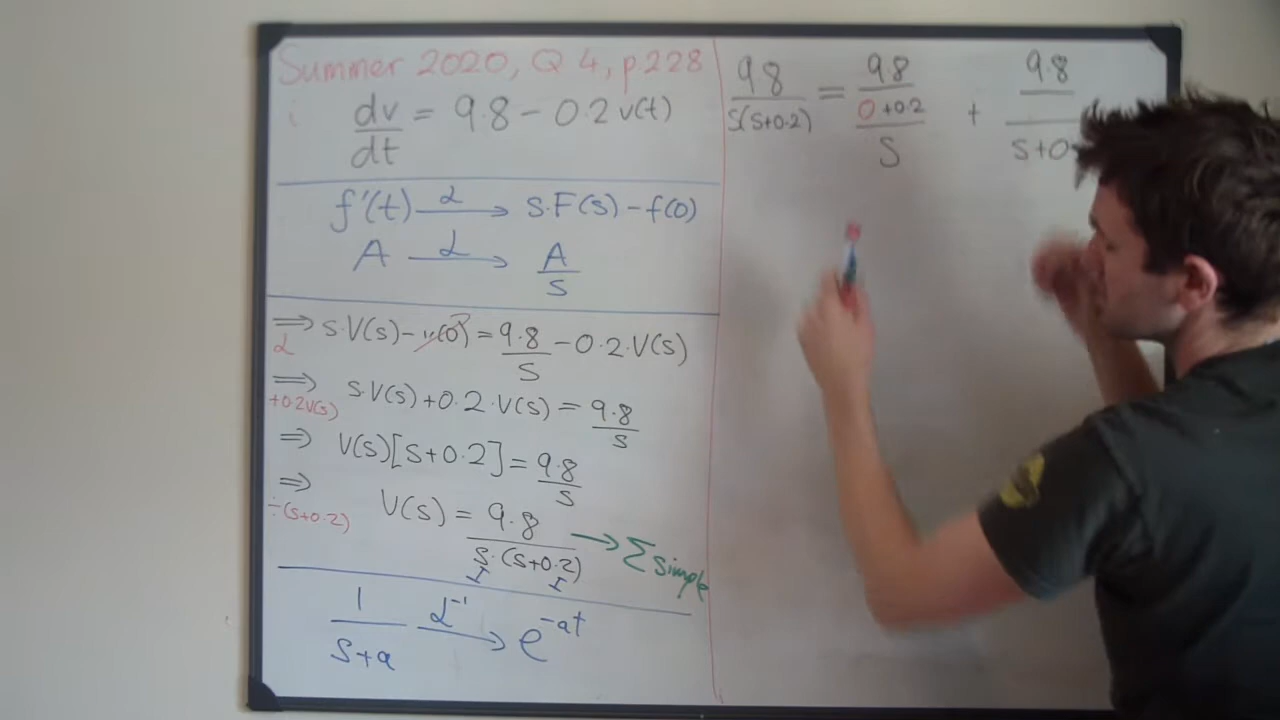 Summer 2020, Q 4, p.228
i dv/dt = 9.8 - 0.2 v(t)
f'(t) ℒ→ s.F(s) - f(0)
A ℒ→ A/s
⇒ ℒ s.V(s) - v(0) = 9.8/s - 0.2.V(s)
⇒ +0.2V(s) s.V(s) + 0.2.V(s) = 9.8/s
⇒ V(s)[s+0.2] = 9.8/s
⇒ ÷(s+0.2) V(s) = 9.8/(s.(s+0.2)) → Σ simple
I I
1/(s+a) ℒ⁻¹→ e^(-at)
9.8/(s(s+0.2)) = (9.8/(0+0.2))/s + (9.8/)/(s+0